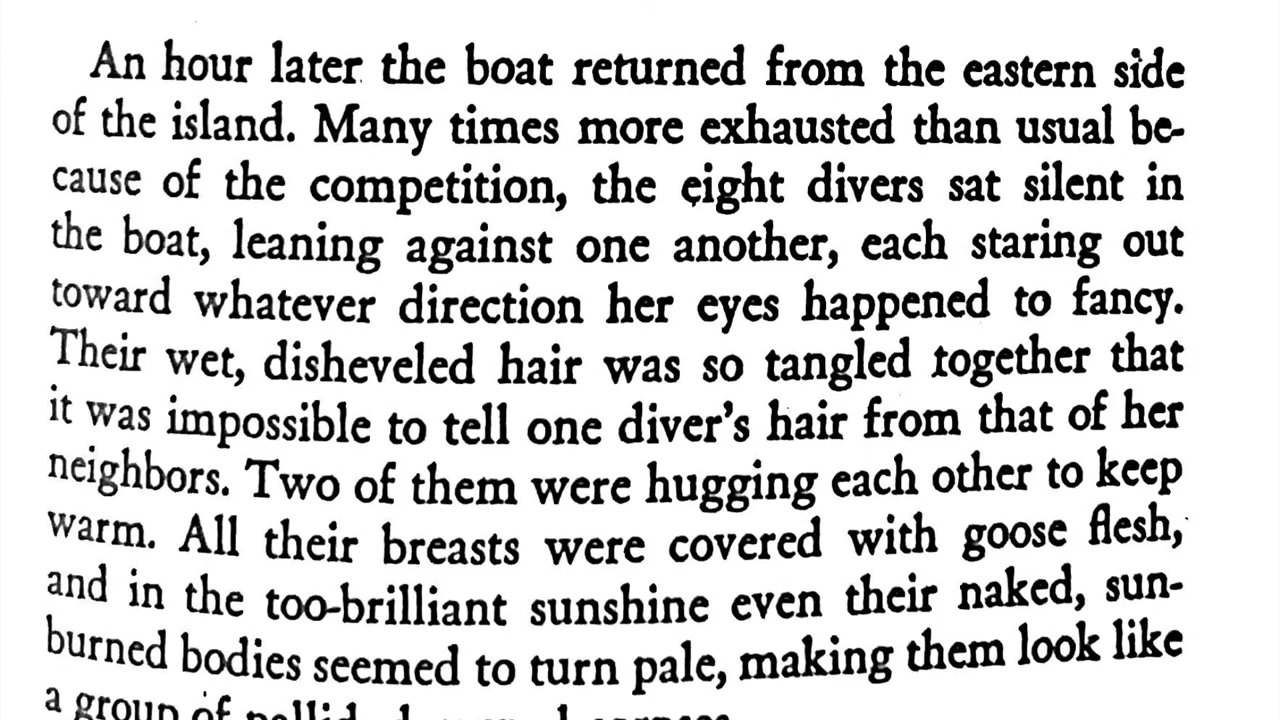 An hour later the boat returned from the eastern side
of the island. Many times more exhausted than usual be-
cause of the competition, the eight divers sat silent in
the boat, leaning against one another, each staring out
toward whatever direction her eyes happened to fancy.
Their wet, disheveled hair was so tangled together that
it was impossible to tell one diver's hair from that of her
neighbors. Two of them were hugging each other to keep
warm. All their breasts were covered with goose flesh,
and in the too-brilliant sunshine even their naked, sun-
burned bodies seemed to turn pale, making them look like
a group of pallid